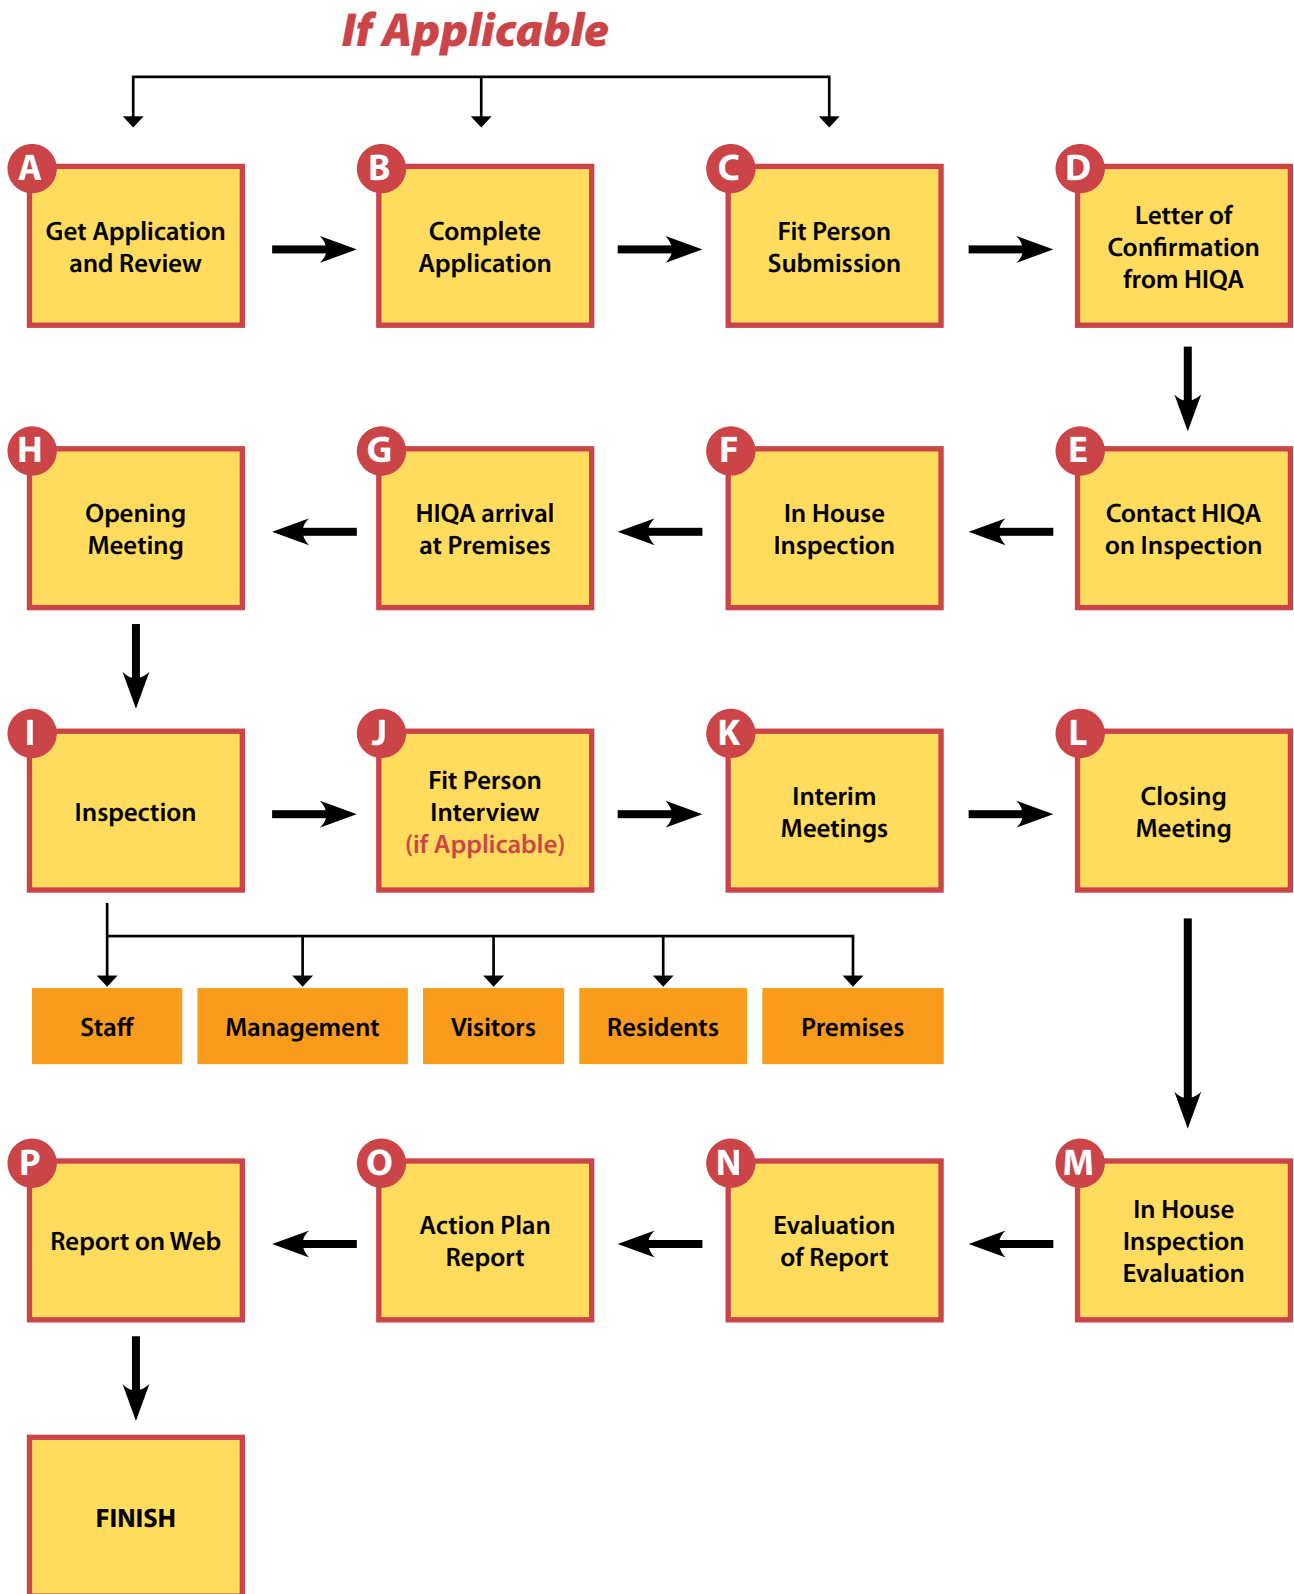 If Applicable
A
Get Application
and Review
B
Complete
Application
C
Fit Person
Submission
D
Letter of
Confirmation
from HIQA
E
Contact HIQA
on Inspection
F
In House
Inspection
G
HIQA arrival
at Premises
H
Opening
Meeting
I
Inspection
J
Fit Person
Interview
(if Applicable)
K
Interim
Meetings
L
Closing
Meeting
Staff
Management
Visitors
Residents
Premises
M
In House
Inspection
Evaluation
N
Evaluation
of Report
O
Action Plan
Report
P
Report on Web
FINISH